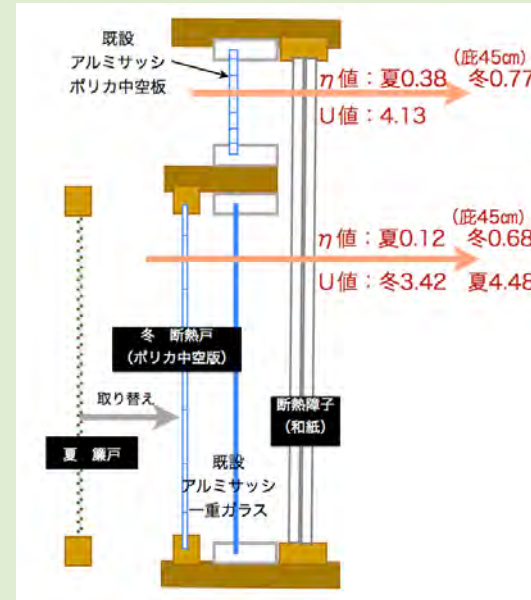 既設
アルミサッシ
ポリカ中空板
(庇45cm)
η値：夏0.38 冬0.77
U値：4.13
(庇45cm)
η値：夏0.12 冬0.68
U値：冬3.42 夏4.48
冬 断熱戸
(ポリカ中空版)
取り替え
断熱障子
(和紙)
夏 簾戸
既設
アルミサッシ
一重ガラス